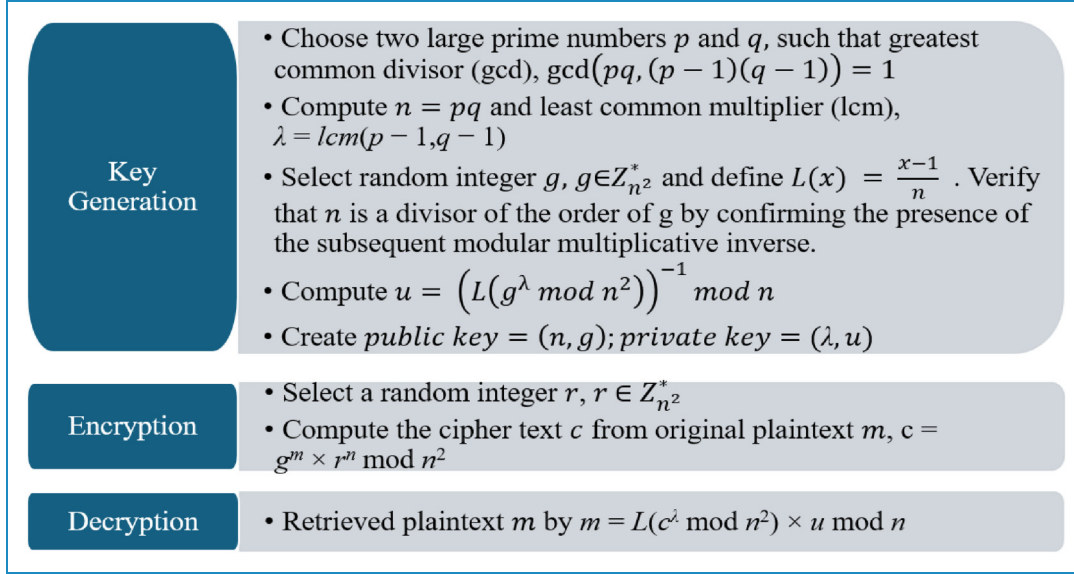 Key
Generation
• Choose two large prime numbers p and q, such that greatest
common divisor (gcd), gcd(pq, (p − 1)(q − 1)) = 1
• Compute n = pq and least common multiplier (lcm),
λ = lcm(p − 1,q − 1)
• Select random integer g, g∈Z*ₙ² and define L(x) = (x−1)/n . Verify
that n is a divisor of the order of g by confirming the presence of
the subsequent modular multiplicative inverse.
• Compute u = (L(g^λ mod n²))⁻¹ mod n
• Create public key = (n, g); private key = (λ, u)
Encryption
• Select a random integer r, r ∈ Z*ₙ²
• Compute the cipher text c from original plaintext m, c =
gᵐ × rⁿ mod n²
Decryption
• Retrieved plaintext m by m = L(c^λ mod n²) × u mod n